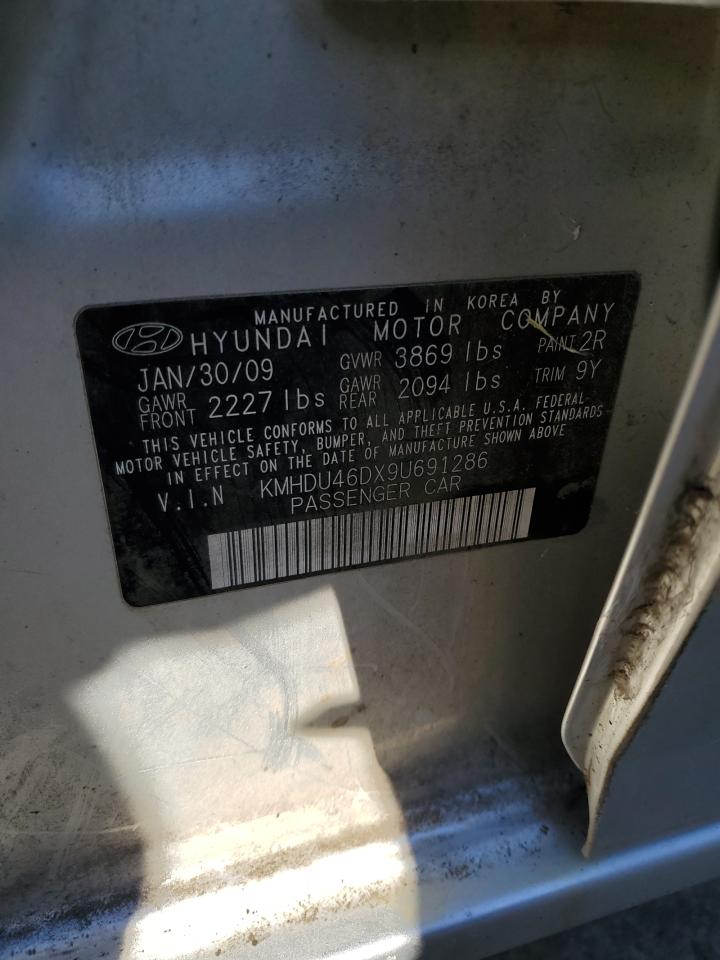 MANUFACTURED IN KOREA BY
HYUNDAI MOTOR COMPANY
JAN/30/09 GVWR 3869 lbs PAINT 2R
GAWR FRONT 2227 lbs GAWR REAR 2094 lbs TRIM 9Y
THIS VEHICLE CONFORMS TO ALL APPLICABLE U.S.A. FEDERAL
MOTOR VEHICLE SAFETY, BUMPER, AND THEFT PREVENTION STANDARDS
IN EFFECT ON THE DATE OF MANUFACTURE SHOWN ABOVE
V.I.N KMHDU46DX9U691286
PASSENGER CAR